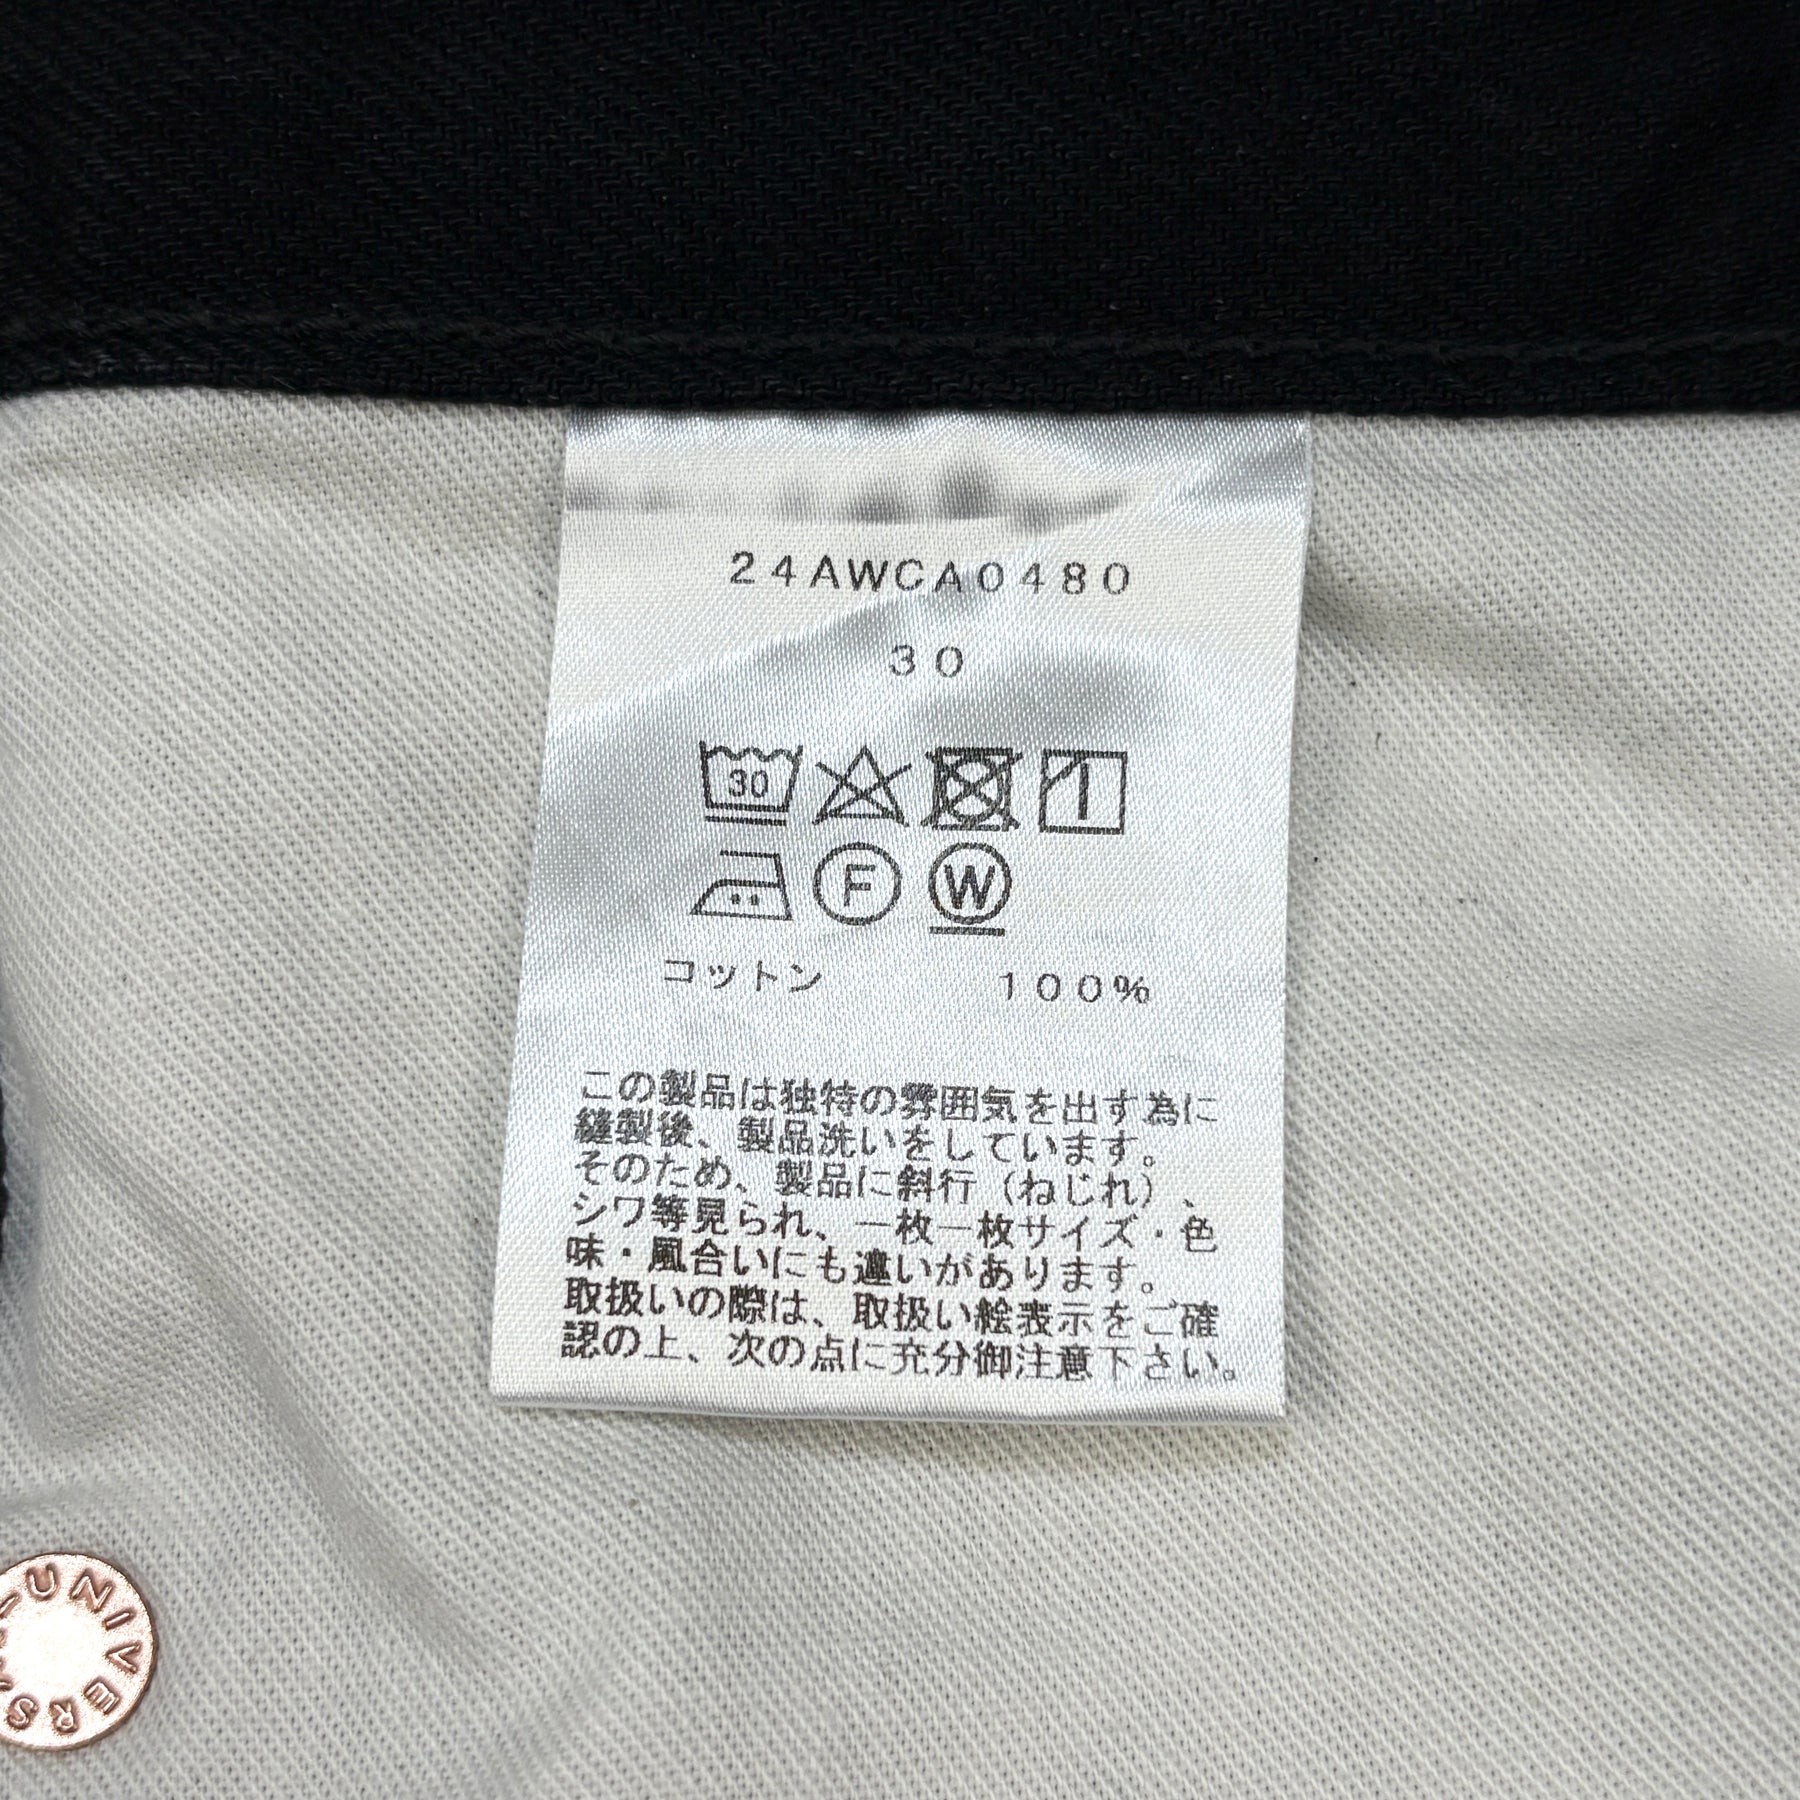 24AWCA0480
30
30
F
W
コットン 100%
この製品は独特の雰囲気を出す為に
縫製後、製品洗いをしています。
そのため、製品に斜行（ねじれ）、
シワ等見られ、一枚一枚サイズ・色
味・風合いにも違いがあります。
取扱いの際は、取扱い絵表示をご確
認の上、次の点に充分御注意下さい。
UNIVERS